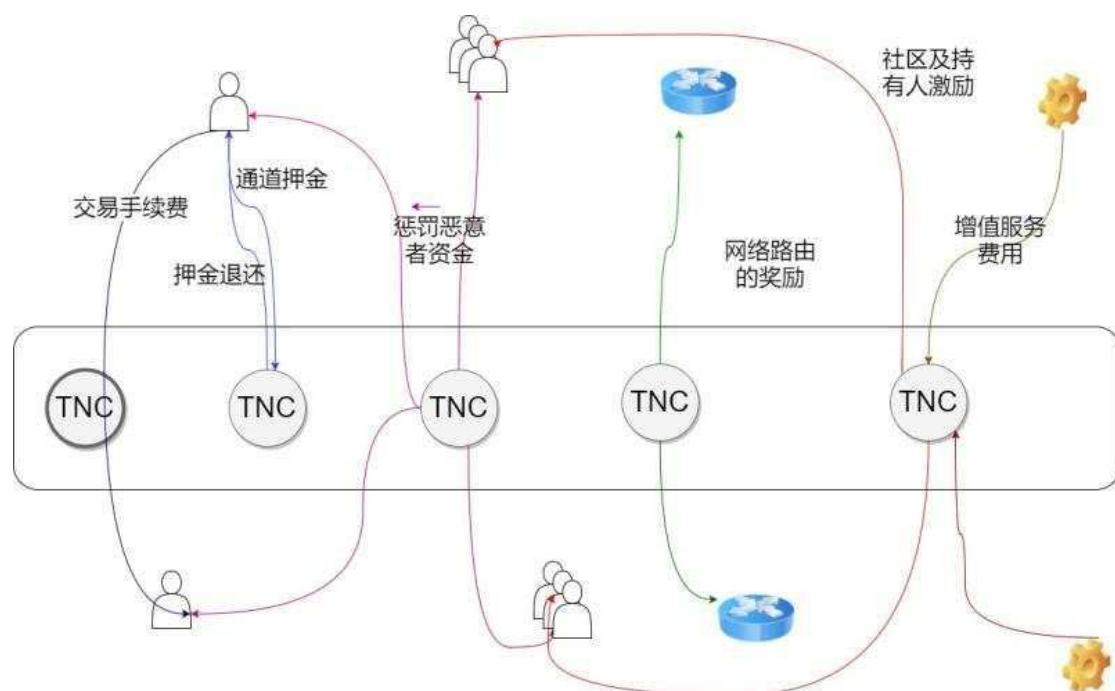 社区及持
有人激励
通道押金
交易手续费
惩罚恶意
者资金
增值服务
费用
网络路由
的奖励
押金退还
TNC
TNC
TNC
TNC
TNC